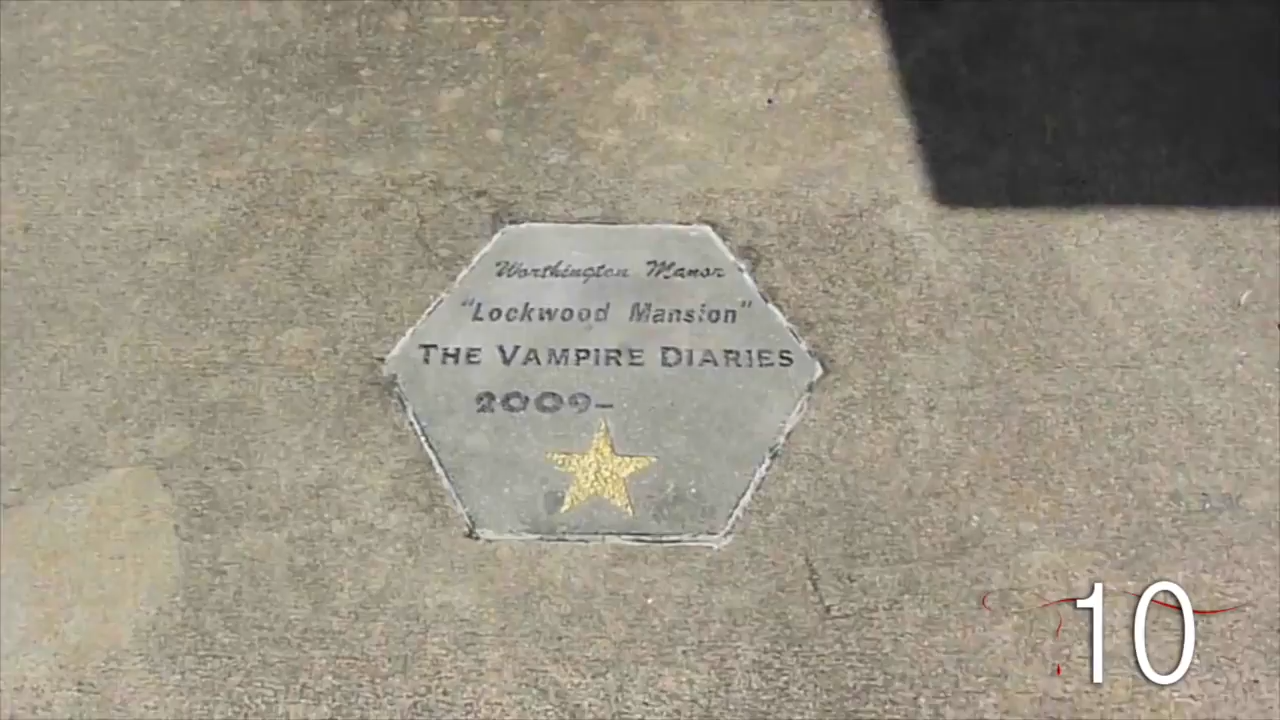 Worthington Manor
"Lockwood Mansion"
THE VAMPIRE DIARIES
2009–
10